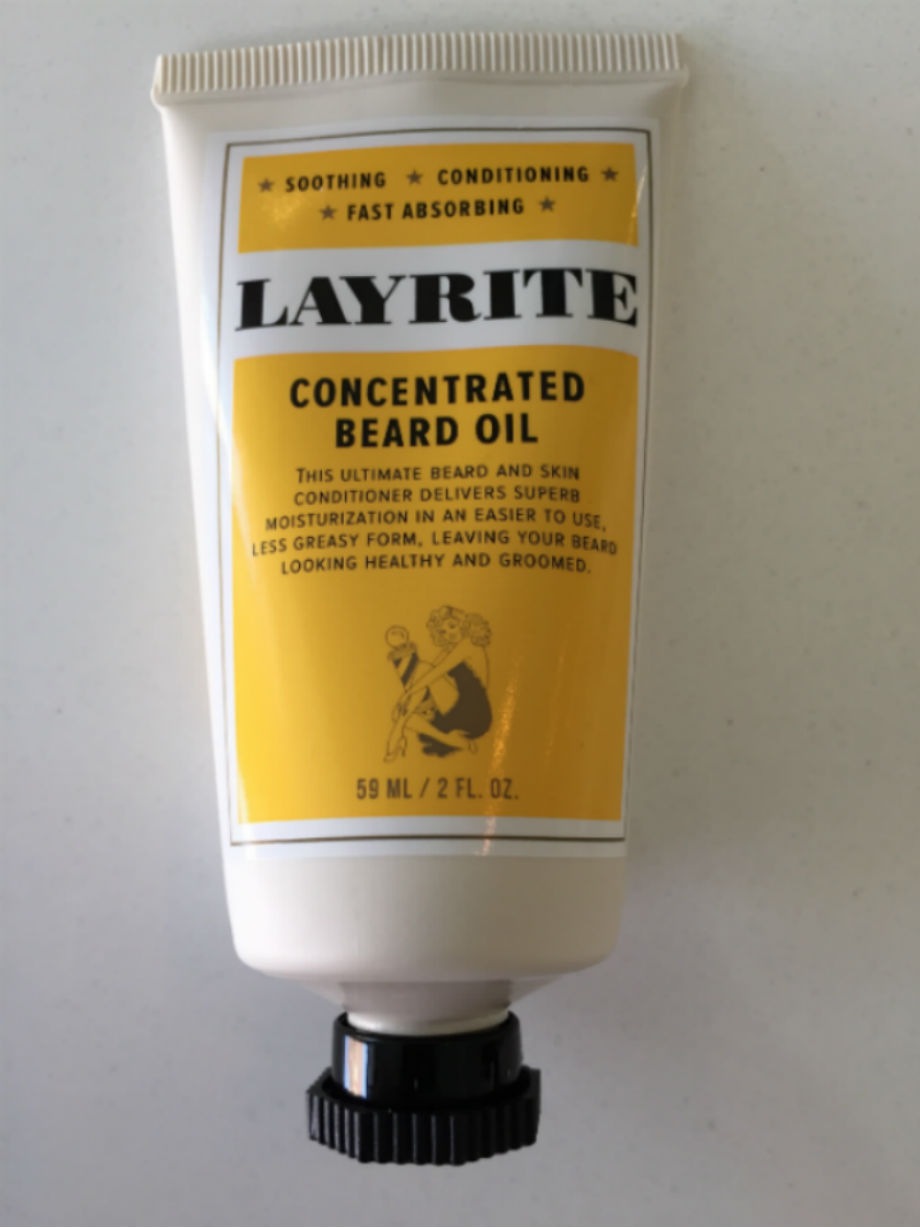 ★ SOOTHING ★ CONDITIONING ★
★ FAST ABSORBING ★
LAYRITE
CONCENTRATED
BEARD OIL
THIS ULTIMATE BEARD AND SKIN
CONDITIONER DELIVERS SUPERB
MOISTURIZATION IN AN EASIER TO USE,
LESS GREASY FORM, LEAVING YOUR BEARD
LOOKING HEALTHY AND GROOMED.
59 ML / 2 FL. OZ.